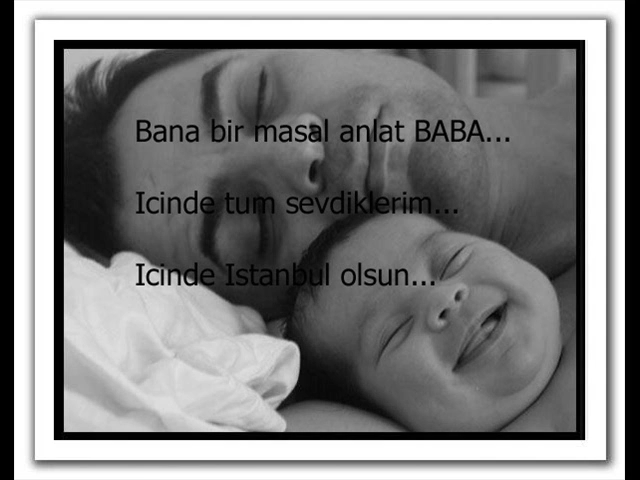 Bana bir masal anlat BABA...
Icinde tum sevdiklerim...
Icinde Istanbul olsun...